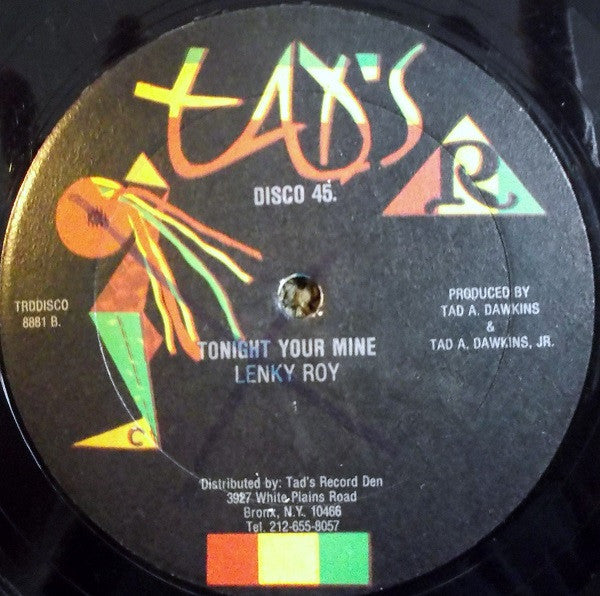 TAD'S
R
DISCO 45.
TRDDISCO
8881 B.
PRODUCED BY
TAD A. DAWKINS
&
TAD A. DAWKINS, JR.
TONIGHT YOUR MINE
LENKY ROY
C
Distributed by: Tad's Record Den
3927 White Plains Road
Bronx, N.Y. 10466
Tel. 212-655-8057